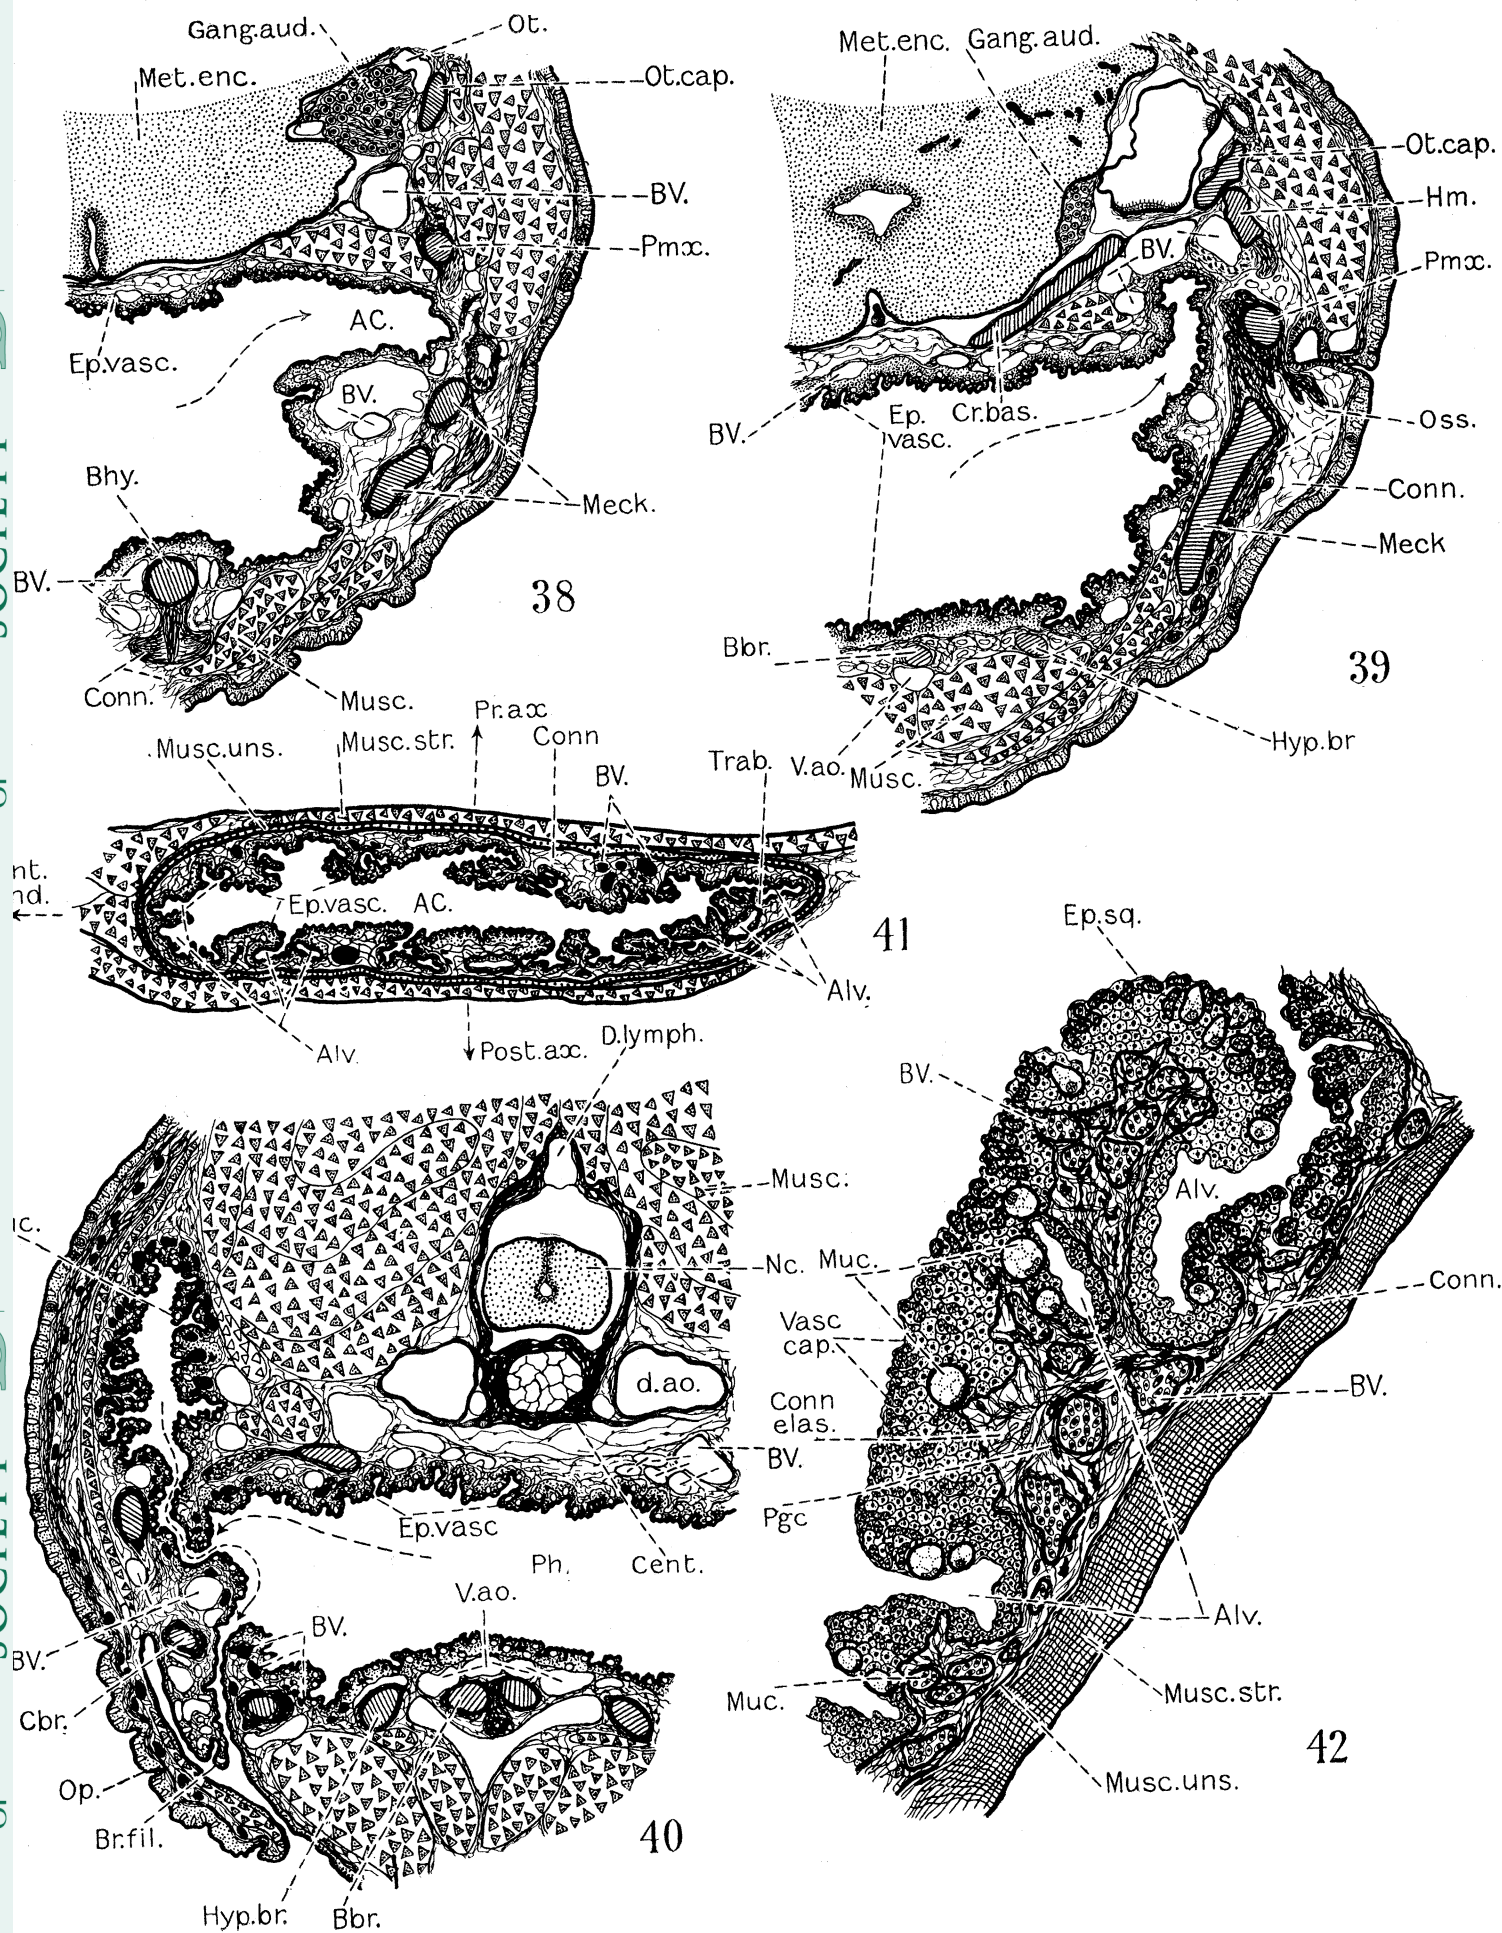 Gang.aud.
Ot.
Met.enc.
Ot.cap.
BV.
Pmx.
AC.
Ep.vasc.
BV.
Bhy.
Meck.
BV.
38
Conn.
Musc.
Met.enc. Gang.aud.
Ot.cap.
Hm.
BV.
Pmx.
BV.
Ep.
vasc.
Cr.bas.
Oss.
Conn.
Meck
Bbr.
39
Hyp.br
V.ao.
Musc.
Musc.uns.
Musc.str.
Pr.ax
Conn
BV.
Trab.
nt.
nd.
Ep.vasc.
AC.
41
Alv.
Alv.
Post.ax.
D.lymph.
Musc.
c.
Nc.
d.ao.
BV.
Ep.vasc
Ph.
Cent.
V.ao.
BV.
BV.
Cbr.
Op.
Br.fil.
40
Hyp.br.
Bbr.
Ep.sq.
BV.
Alv.
Muc.
Conn.
Vasc
cap.
BV.
Conn
elas.
Pgc
Alv.
Muc.
Musc.str.
42
Musc.uns.
SOCIETY
SOCIETY